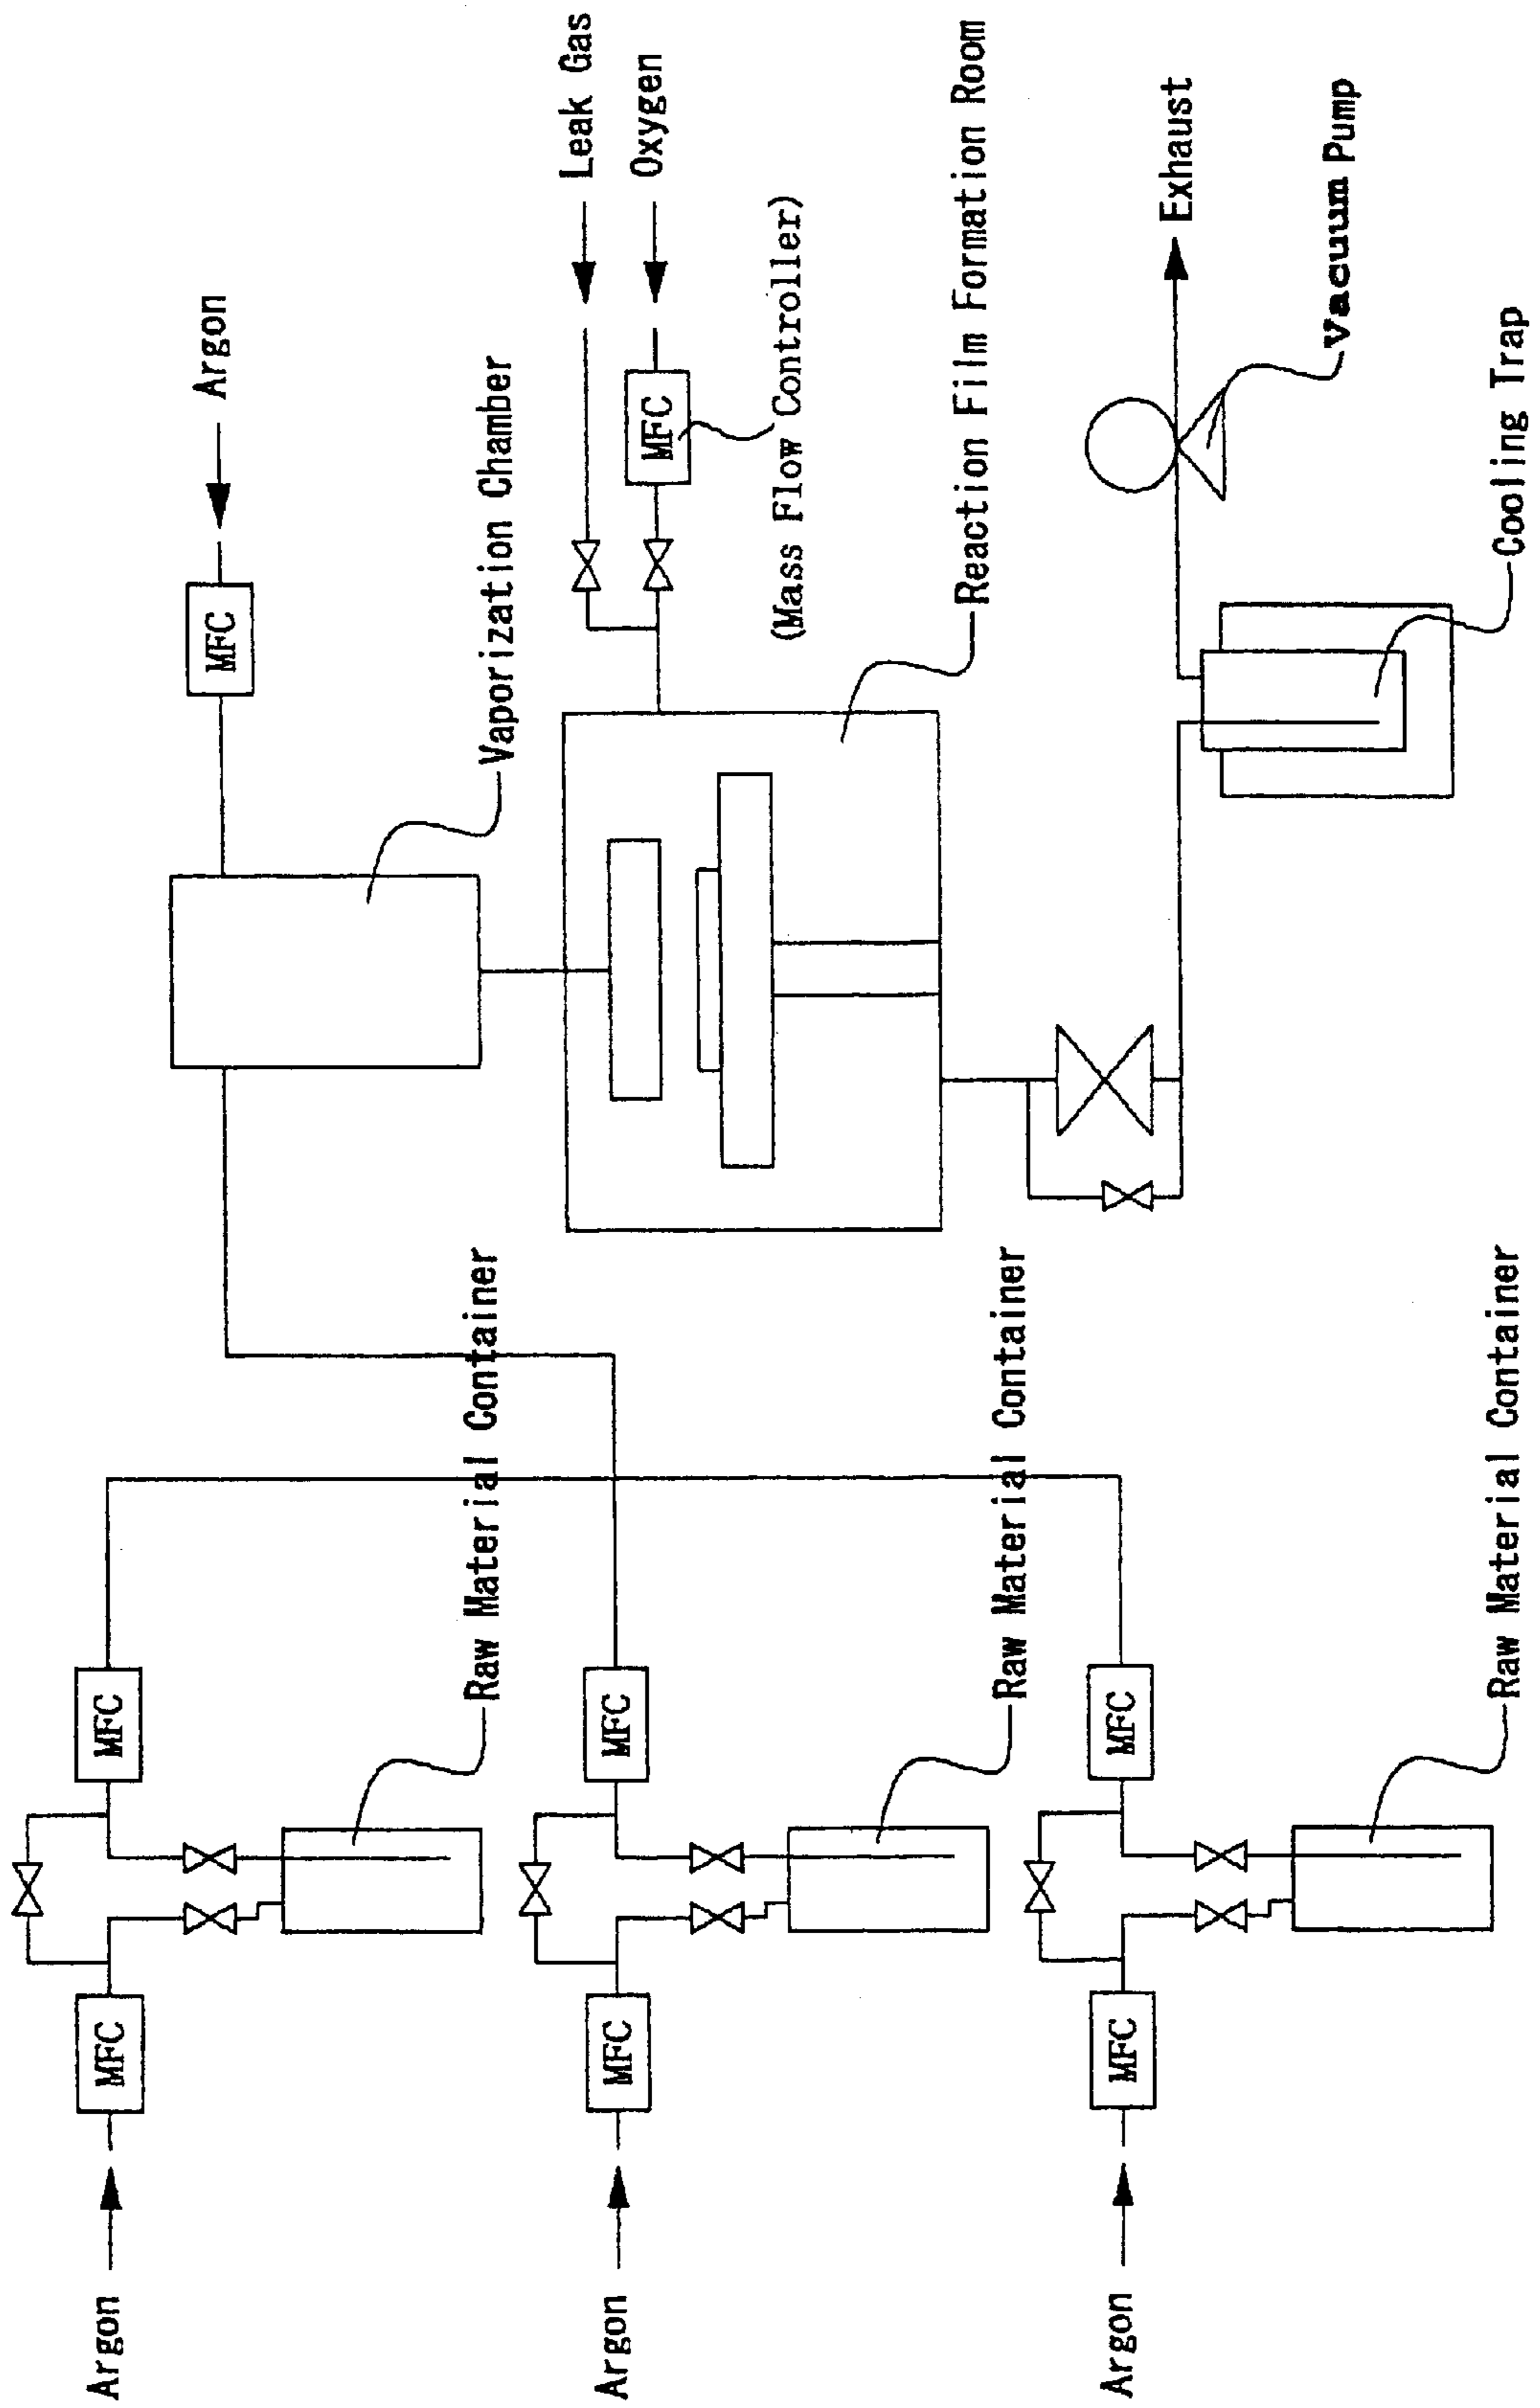 Argon
MFC
MFC
MFC
Argon
Raw Material Container
Vaporization Chamber
Leak Gas
Argon
MFC
MFC
MFC
Oxygen
(Mass Flow Controller)
Reaction Film Formation Room
Raw Material Container
Argon
MFC
MFC
Exhaust
Vacuum Pump
Raw Material Container
Cooling Trap